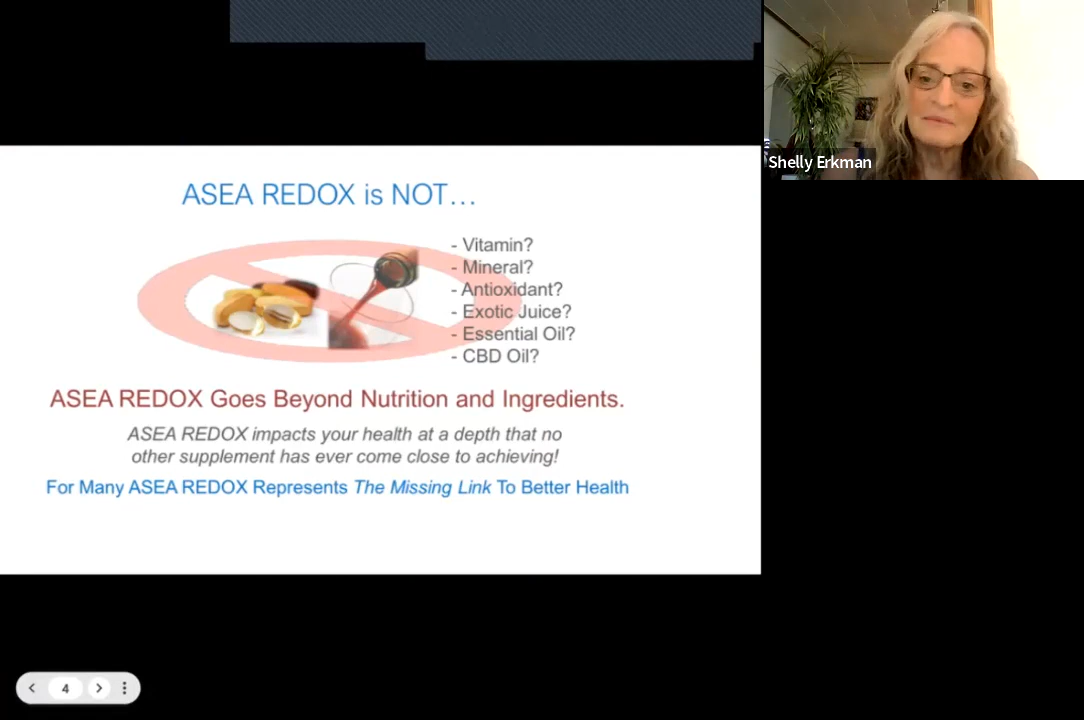 Shelly Erkman
ASEA REDOX is NOT…
- Vitamin?
- Mineral?
- Antioxidant?
- Exotic Juice?
- Essential Oil?
- CBD Oil?
ASEA REDOX Goes Beyond Nutrition and Ingredients.
ASEA REDOX impacts your health at a depth that no
other supplement has ever come close to achieving!
For Many ASEA REDOX Represents The Missing Link To Better Health
4